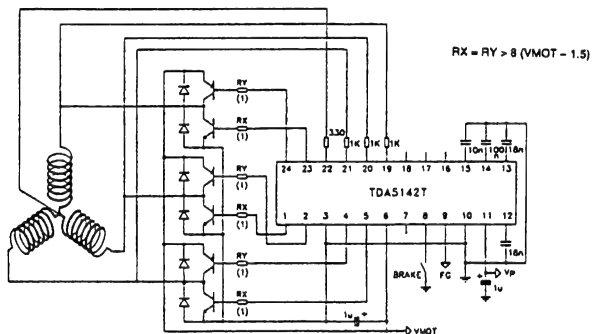 RX = RY > 8 (VMOT - 1.5)
RY
(1)
RX
(1)
330
1K
1K
1K
10n
100n
18n
24 23 22 21 20 19 18 17 16 15 14 13
TDA5142T
1 2 3 4 5 6 7 8 9 10 11 12
RY
(1)
RX
(1)
RY
(1)
RX
(1)
18n
BRAKE
FG
+
Vp
1u
1u
+
VMOT